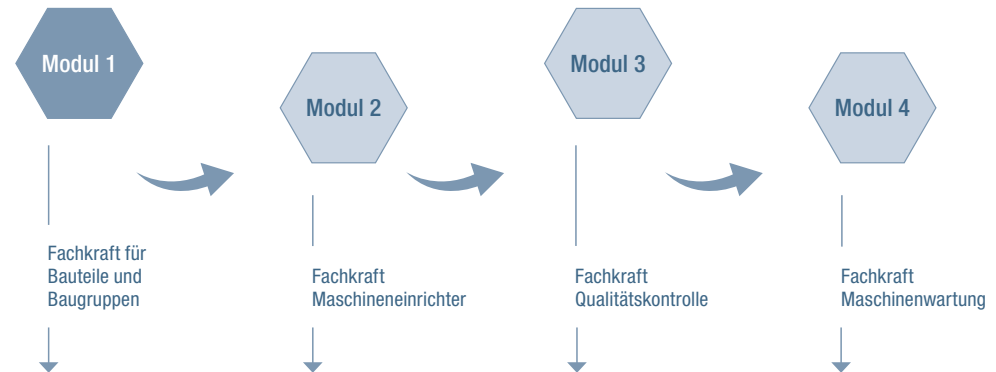 Modul 1
Modul 2
Modul 3
Modul 4
Fachkraft für
Bauteile und
Baugruppen
Fachkraft
Maschineneinrichter
Fachkraft
Qualitätskontrolle
Fachkraft
Maschinenwartung